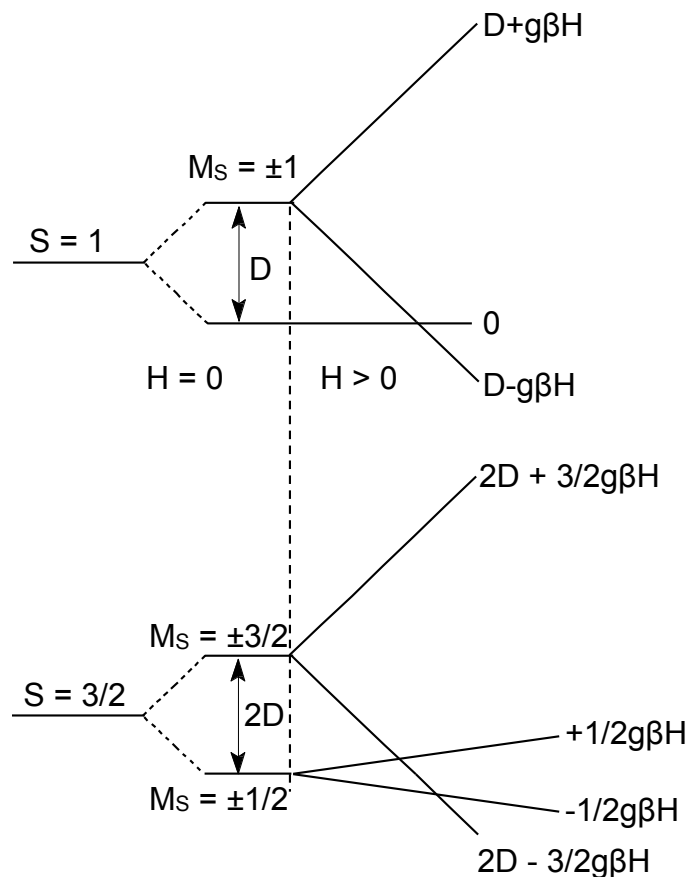 D+gβH
MS = ±1
S = 1
D
0
H = 0
H > 0
D-gβH
2D + 3/2gβH
MS = ±3/2
S = 3/2
2D
+1/2gβH
MS = ±1/2
-1/2gβH
2D - 3/2gβH